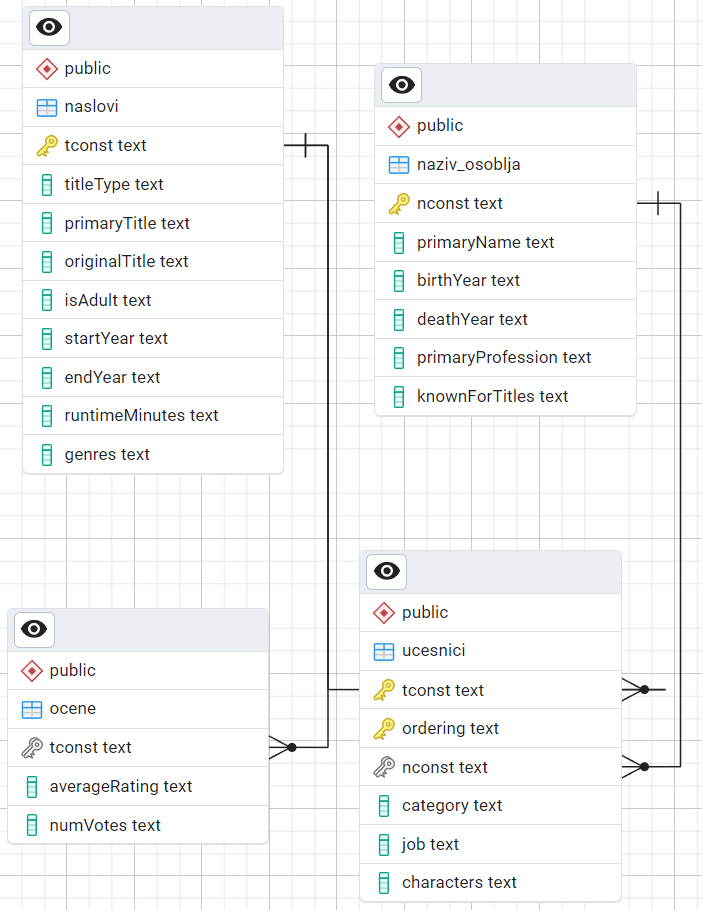 public
naslovi
tconst text
titleType text
primaryTitle text
originalTitle text
isAdult text
startYear text
endYear text
runtimeMinutes text
genres text
public
naziv_osoblja
nconst text
primaryName text
birthYear text
deathYear text
primaryProfession text
knownForTitles text
public
ocene
tconst text
averageRating text
numVotes text
public
ucesnici
tconst text
ordering text
nconst text
category text
job text
characters text